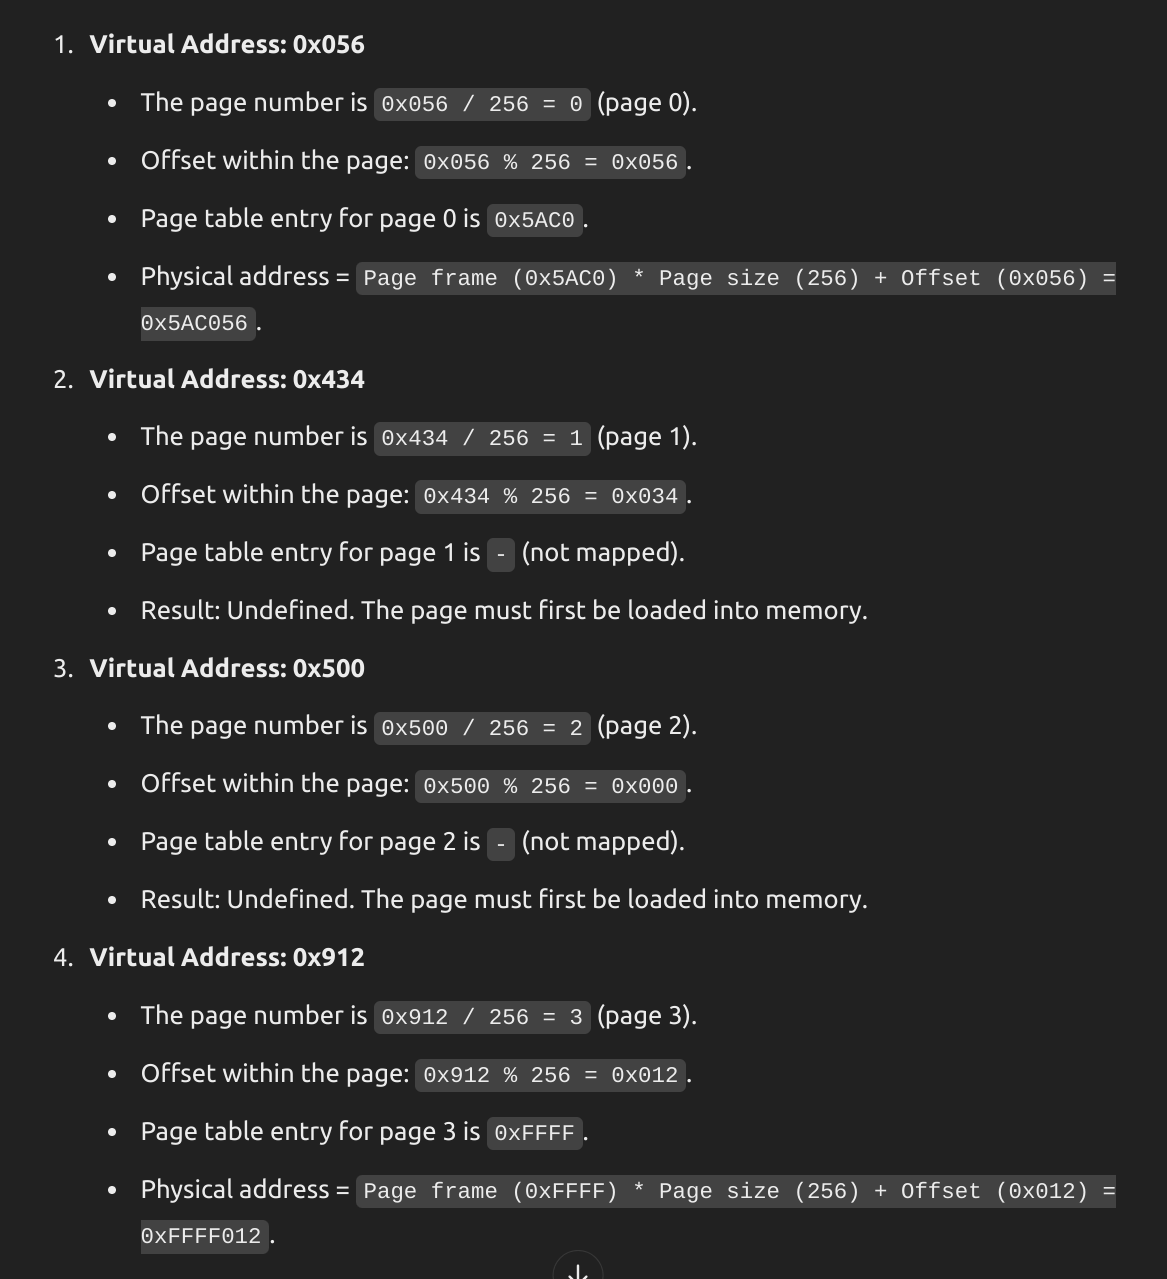 1. Virtual Address: 0x056
• The page number is 0x056 / 256 = 0 (page 0).
• Offset within the page: 0x056 % 256 = 0x056.
• Page table entry for page 0 is 0x5AC0.
• Physical address = Page frame (0x5AC0) * Page size (256) + Offset (0x056) =
0x5AC056.
2. Virtual Address: 0x434
• The page number is 0x434 / 256 = 1 (page 1).
• Offset within the page: 0x434 % 256 = 0x034.
• Page table entry for page 1 is - (not mapped).
• Result: Undefined. The page must first be loaded into memory.
3. Virtual Address: 0x500
• The page number is 0x500 / 256 = 2 (page 2).
• Offset within the page: 0x500 % 256 = 0x000.
• Page table entry for page 2 is - (not mapped).
• Result: Undefined. The page must first be loaded into memory.
4. Virtual Address: 0x912
• The page number is 0x912 / 256 = 3 (page 3).
• Offset within the page: 0x912 % 256 = 0x012.
• Page table entry for page 3 is 0xFFFF.
• Physical address = Page frame (0xFFFF) * Page size (256) + Offset (0x012) =
0xFFFF012.